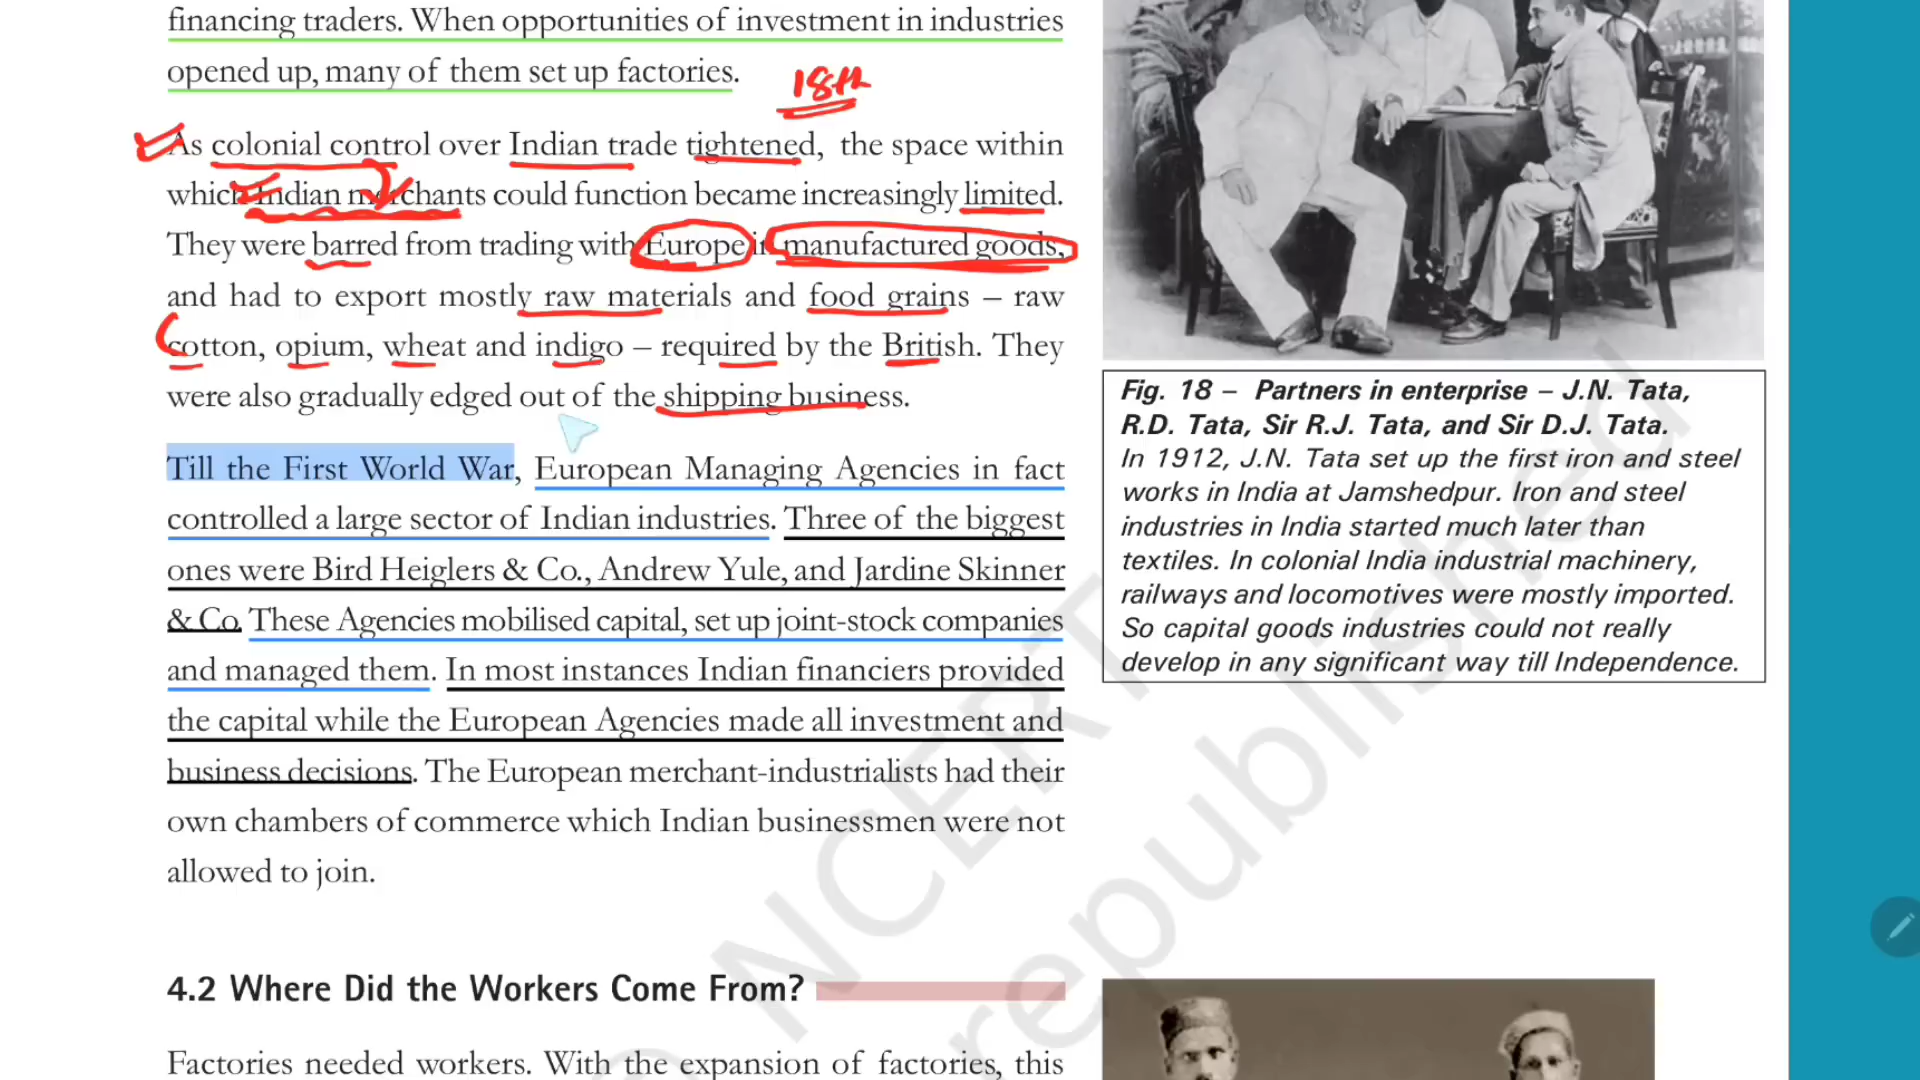 financing traders. When opportunities of investment in industries
opened up, many of them set up factories.
18th
As colonial control over Indian trade tightened, the space within
which Indian merchants could function became increasingly limited.
They were barred from trading with Europe in manufactured goods,
and had to export mostly raw materials and food grains – raw
cotton, opium, wheat and indigo – required by the British. They
were also gradually edged out of the shipping business.
Till the First World War, European Managing Agencies in fact
controlled a large sector of Indian industries. Three of the biggest
ones were Bird Heiglers & Co., Andrew Yule, and Jardine Skinner
& Co. These Agencies mobilised capital, set up joint-stock companies
and managed them. In most instances Indian financiers provided
the capital while the European Agencies made all investment and
business decisions. The European merchant-industrialists had their
own chambers of commerce which Indian businessmen were not
allowed to join.
4.2 Where Did the Workers Come From?
Factories needed workers. With the expansion of factories, this
Fig. 18 – Partners in enterprise – J.N. Tata,
R.D. Tata, Sir R.J. Tata, and Sir D.J. Tata.
In 1912, J.N. Tata set up the first iron and steel
works in India at Jamshedpur. Iron and steel
industries in India started much later than
textiles. In colonial India industrial machinery,
railways and locomotives were mostly imported.
So capital goods industries could not really
develop in any significant way till Independence.
© NCERT
republished